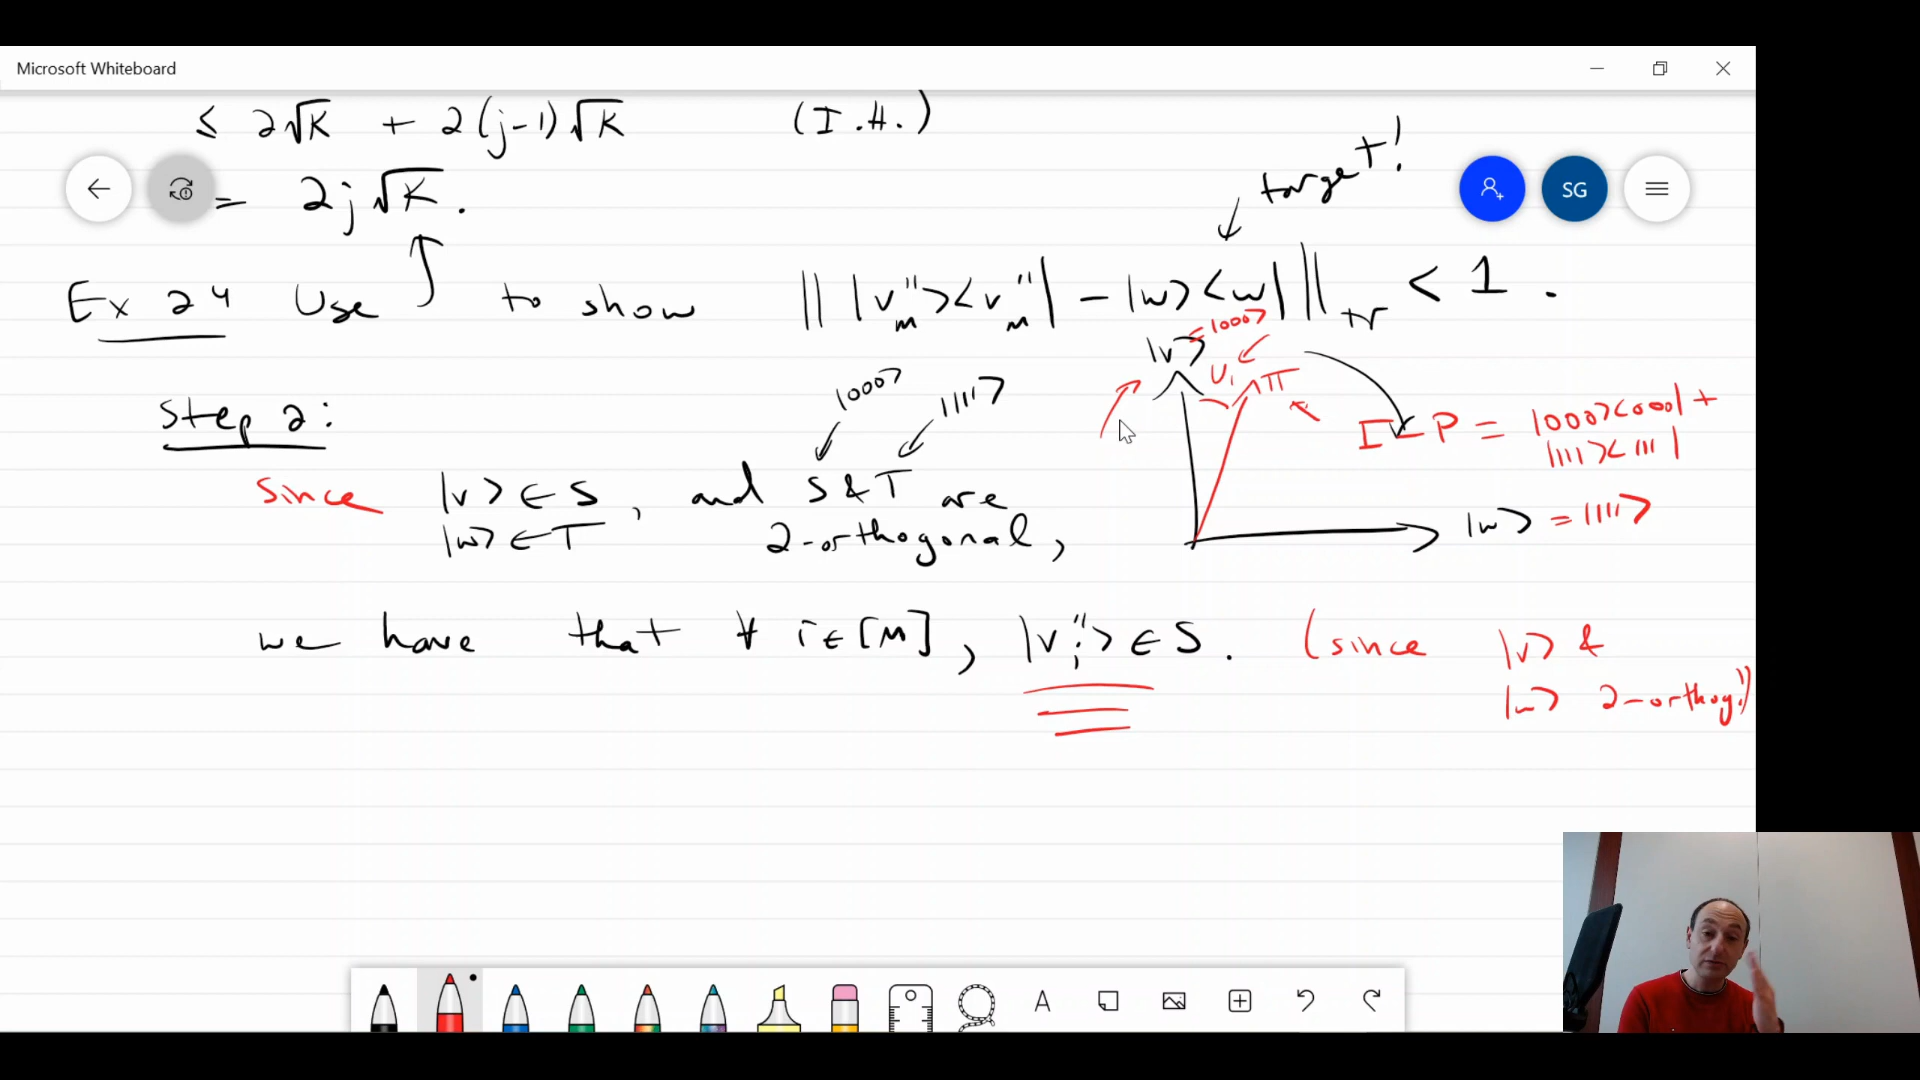 Microsoft Whiteboard
≤ 2√K + 2(j-1)√K (I.H.)
= 2j√K.
target!
SG
Ex 24 Use ↑ to show || |v''_m><v''_m| - |w><w| ||_tr < 1.
|v> = |000>
U_1 π
I-P = |000><000| +
|111><111|
|w> = |111>
Step 2:
|000> |111>
since |v> ∈ S, and S & T are
|w> ∈ T 2-orthogonal,
we have that ∀ i∈[M], |v''_i> ∈ S. (since |v> &
|w> 2-orthog.)
A